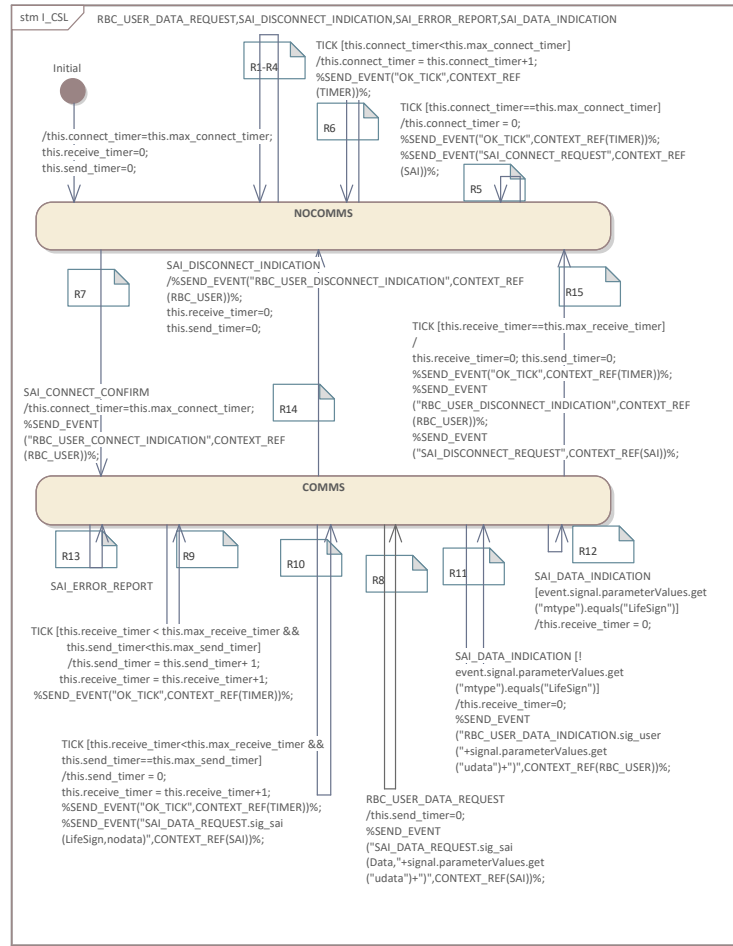 stm I_CSL
RBC_USER_DATA_REQUEST,SAI_DISCONNECT_INDICATION,SAI_ERROR_REPORT,SAI_DATA_INDICATION
Initial
/this.connect_timer=this.max_connect_timer;
this.receive_timer=0;
this.send_timer=0;
R1-R4
TICK [this.connect_timer<this.max_connect_timer]
/this.connect_timer = this.connect_timer+1;
%SEND_EVENT("OK_TICK",CONTEXT_REF
(TIMER))%;
R6
TICK [this.connect_timer==this.max_connect_timer]
/this.connect_timer = 0;
%SEND_EVENT("OK_TICK",CONTEXT_REF(TIMER))%;
%SEND_EVENT("SAI_CONNECT_REQUEST",CONTEXT_REF
(SAI))%;
R5
NOCOMMS
R7
SAI_DISCONNECT_INDICATION
/%SEND_EVENT("RBC_USER_DISCONNECT_INDICATION",CONTEXT_REF
(RBC_USER))%;
this.receive_timer=0;
this.send_timer=0;
R15
TICK [this.receive_timer==this.max_receive_timer]
/
this.receive_timer=0; this.send_timer=0;
%SEND_EVENT("OK_TICK",CONTEXT_REF(TIMER))%;
%SEND_EVENT
("RBC_USER_DISCONNECT_INDICATION",CONTEXT_REF
(RBC_USER))%;
%SEND_EVENT
("SAI_DISCONNECT_REQUEST",CONTEXT_REF(SAI))%;
SAI_CONNECT_CONFIRM
/this.connect_timer=this.max_connect_timer;
%SEND_EVENT
("RBC_USER_CONNECT_INDICATION",CONTEXT_REF
(RBC_USER))%;
R14
COMMS
R13
R9
R10
R8
R11
R12
SAI_ERROR_REPORT
SAI_DATA_INDICATION
[event.signal.parameterValues.get
("mtype").equals("LifeSign")]
/this.receive_timer = 0;
TICK [this.receive_timer < this.max_receive_timer &&
this.send_timer<this.max_send_timer]
/this.send_timer = this.send_timer+ 1;
this.receive_timer = this.receive_timer+1;
%SEND_EVENT("OK_TICK",CONTEXT_REF(TIMER))%;
SAI_DATA_INDICATION [!
event.signal.parameterValues.get
("mtype").equals("LifeSign")]
/this.receive_timer=0;
%SEND_EVENT
("RBC_USER_DATA_INDICATION.sig_user
("+signal.parameterValues.get
("udata")+")",CONTEXT_REF(RBC_USER))%;
TICK [this.receive_timer<this.max_receive_timer &&
this.send_timer==this.max_send_timer]
/this.send_timer = 0;
this.receive_timer = this.receive_timer+1;
%SEND_EVENT("OK_TICK",CONTEXT_REF(TIMER))%;
%SEND_EVENT("SAI_DATA_REQUEST.sig_sai
(LifeSign,nodata)",CONTEXT_REF(SAI))%;
RBC_USER_DATA_REQUEST
/this.send_timer=0;
%SEND_EVENT
("SAI_DATA_REQUEST.sig_sai
(Data,"+signal.parameterValues.get
("udata")+")",CONTEXT_REF(SAI))%;